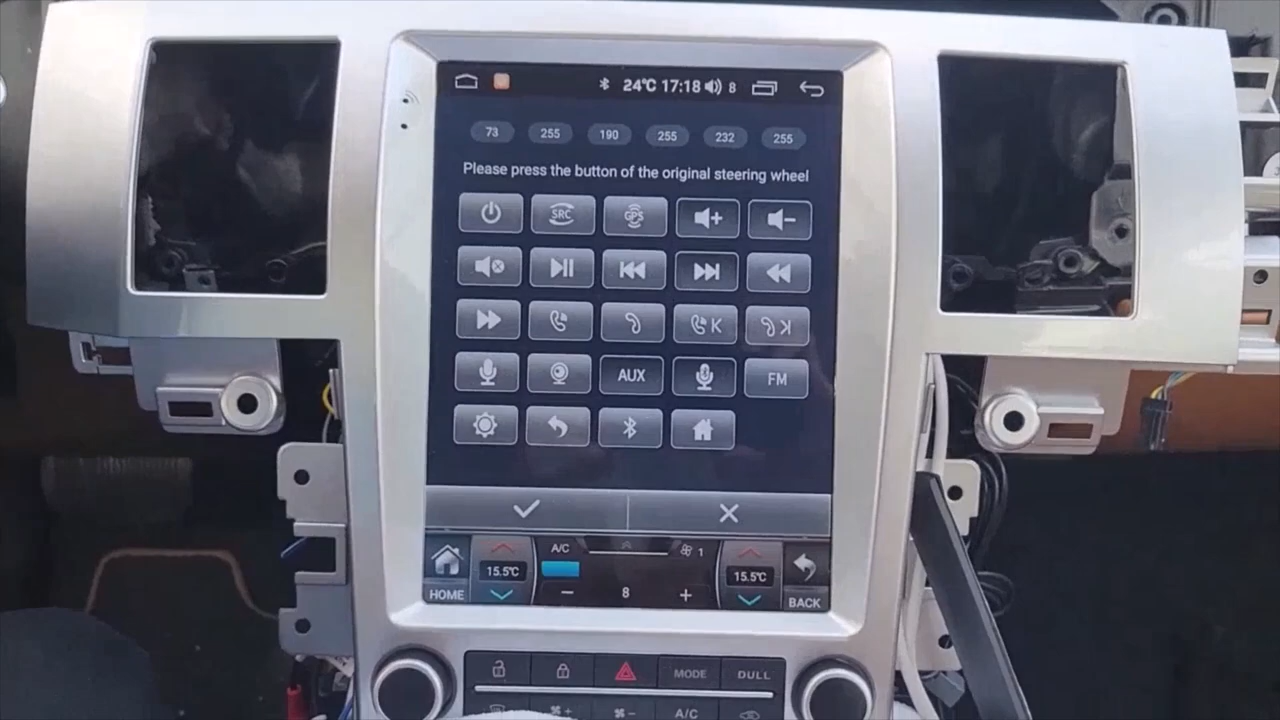 24℃ 17:18 8
73 255 190 255 232 255
Please press the button of the original steering wheel
SRC GPS
K
AUX FM
A/C 1
15.5℃ 15.5℃
HOME 8 BACK
MODE DULL
A/C